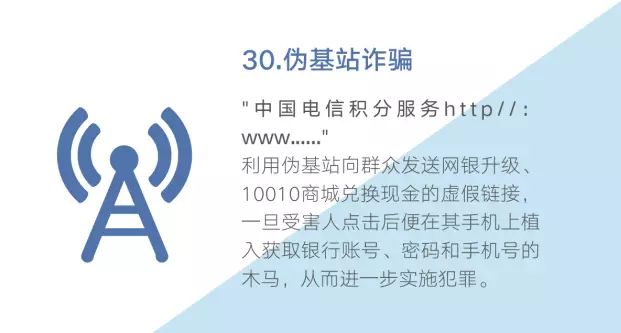 30.伪基站诈骗
"中国电信积分服务http//:
www......"
利用伪基站向群众发送网银升级、
10010商城兑换现金的虚假链接，
一旦受害人点击后便在其手机上植
入获取银行账号、密码和手机号的
木马，从而进一步实施犯罪。